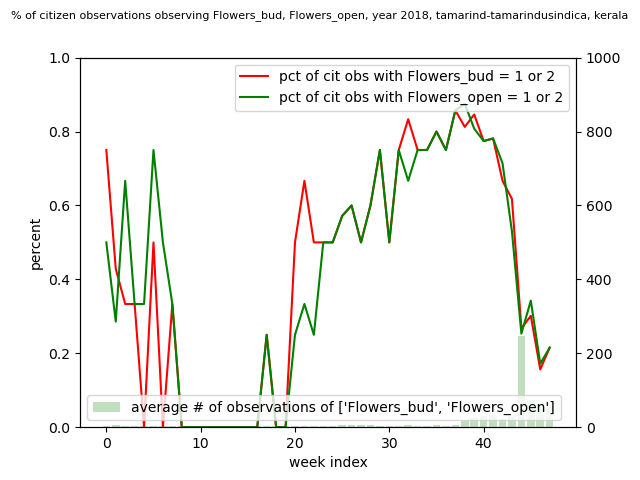 % of citizen observations observing Flowers_bud, Flowers_open, year 2018, tamarind-tamarindusindica, kerala
pct of cit obs with Flowers_bud = 1 or 2
pct of cit obs with Flowers_open = 1 or 2
1.0
0.8
0.6
0.4
0.2
0.0
percent
1000
800
600
400
200
0
average # of observations of ['Flowers_bud', 'Flowers_open']
0 10 20 30 40
week index